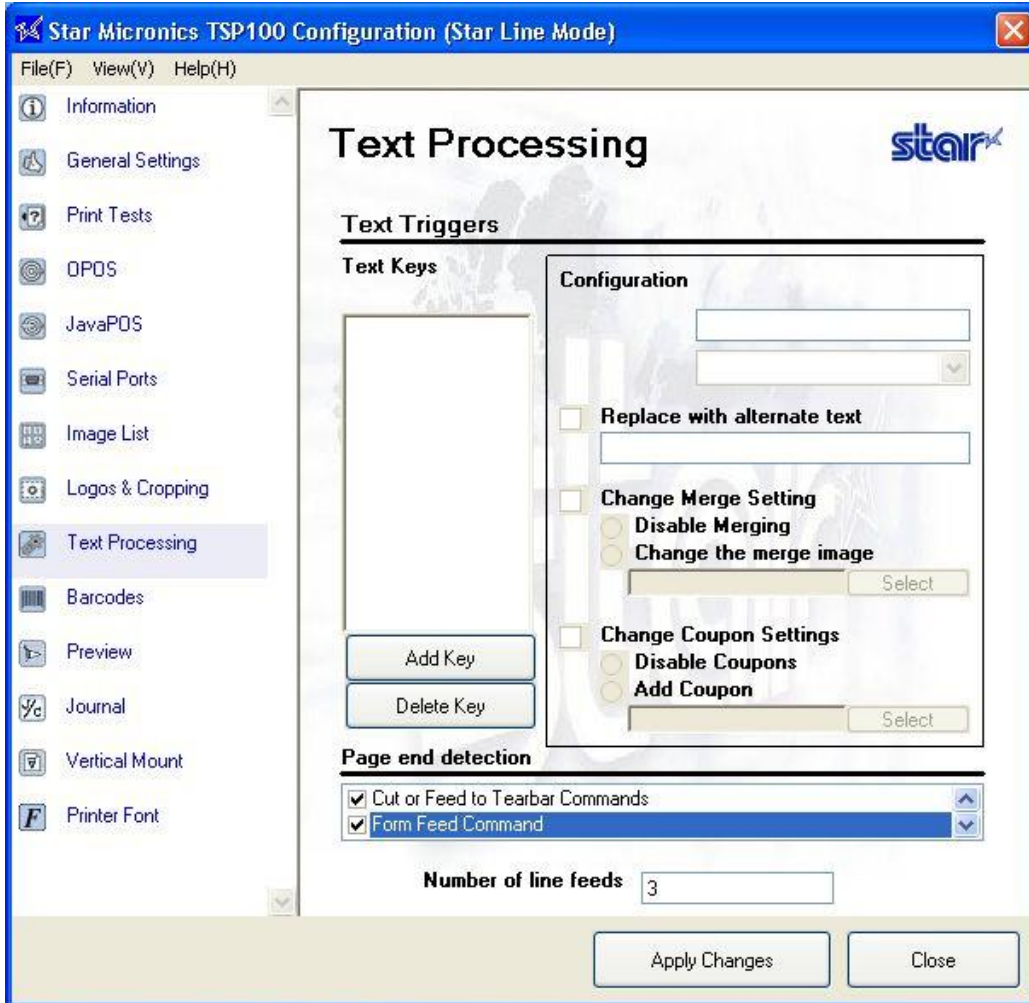 Star Micronics TSP100 Configuration (Star Line Mode)
File(F) View(V) Help(H)
Information
General Settings
Print Tests
OPOS
JavaPOS
Serial Ports
Image List
Logos & Cropping
Text Processing
Barcodes
Preview
Journal
Vertical Mount
Printer Font
Text Processing
star
Text Triggers
Text Keys
Add Key
Delete Key
Configuration
Replace with alternate text
Change Merge Setting
Disable Merging
Change the merge image
Select
Change Coupon Settings
Disable Coupons
Add Coupon
Select
Page end detection
Cut or Feed to Tearbar Commands
Form Feed Command
Number of line feeds 3
Apply Changes Close